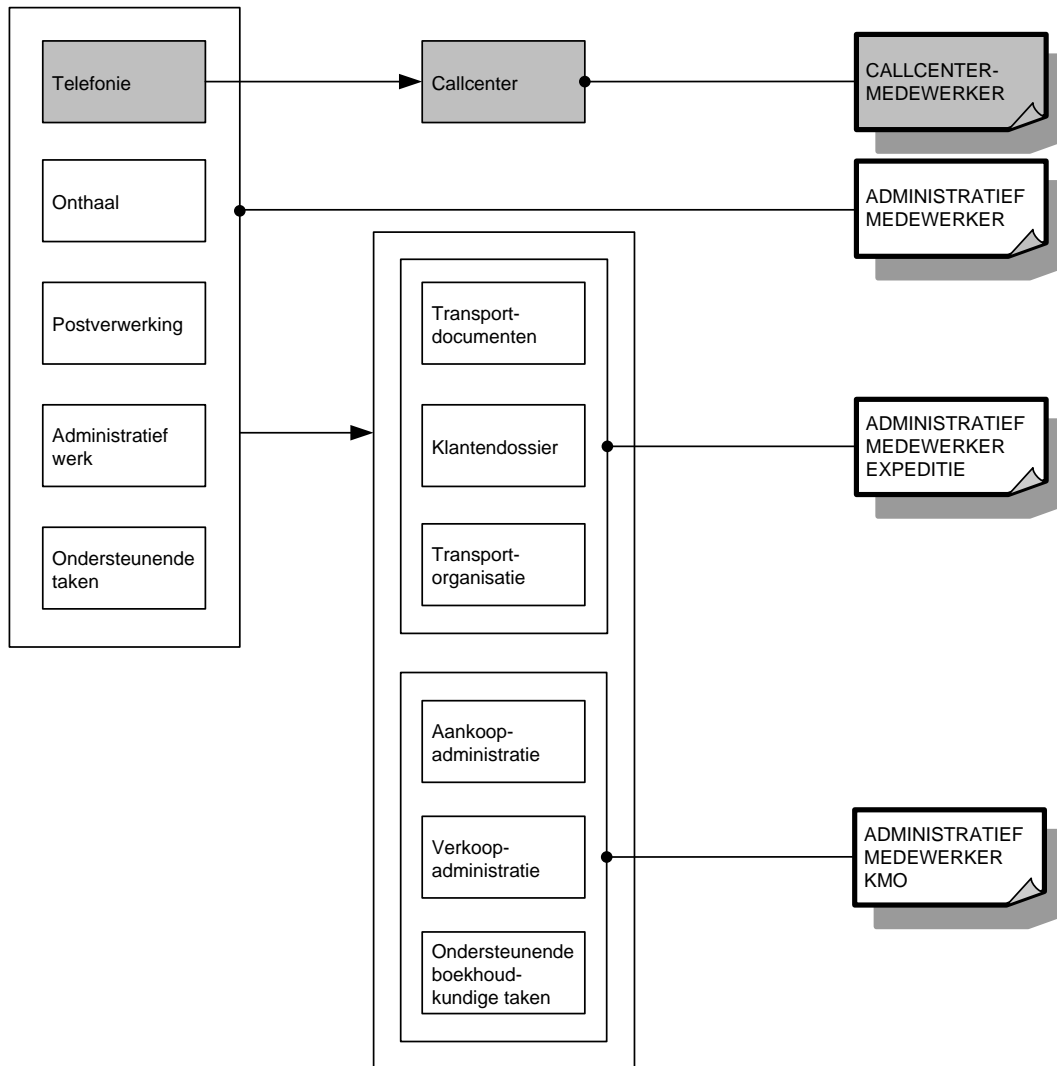 Telefonie
Callcenter
CALLCENTER-
MEDEWERKER
Onthaal
ADMINISTRATIEF
MEDEWERKER
Postverwerking
Transport-
documenten
Administratief
werk
Klantendossier
ADMINISTRATIEF
MEDEWERKER
EXPEDITIE
Ondersteunende
taken
Transport-
organisatie
Aankoop-
administratie
Verkoop-
administratie
ADMINISTRATIEF
MEDEWERKER
KMO
Ondersteunende
boekhoud-
kundige taken